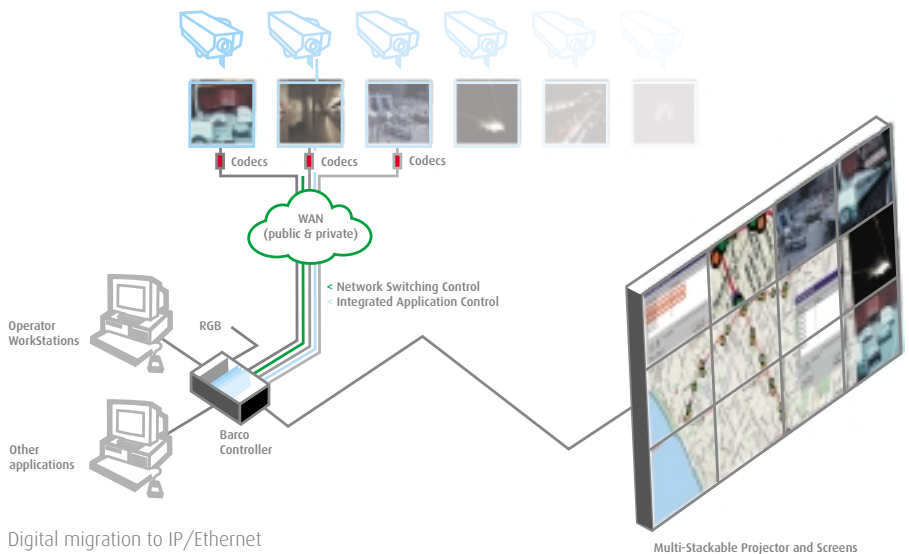 Codecs
Codecs
Codecs
WAN
(public & private)
< Network Switching Control
< Integrated Application Control
Operator
WorkStations
RGB
Barco
Controller
Other
applications
Digital migration to IP/Ethernet
Multi-Stackable Projector and Screens